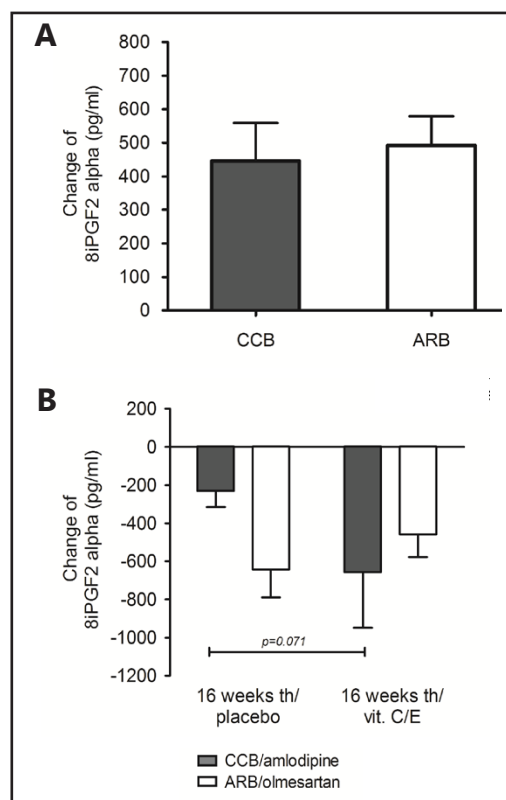 A
Change of
8iPGF2 alpha (pg/ml)
800
700
600
500
400
300
200
100
0
CCB
ARB
B
Change of
8iPGF2 alpha (pg/ml)
200
0
-200
-400
-600
-800
-1000
-1200
p=0.071
16 weeks th/
placebo
16 weeks th/
vit. C/E
CCB/amlodipine
ARB/olmesartan